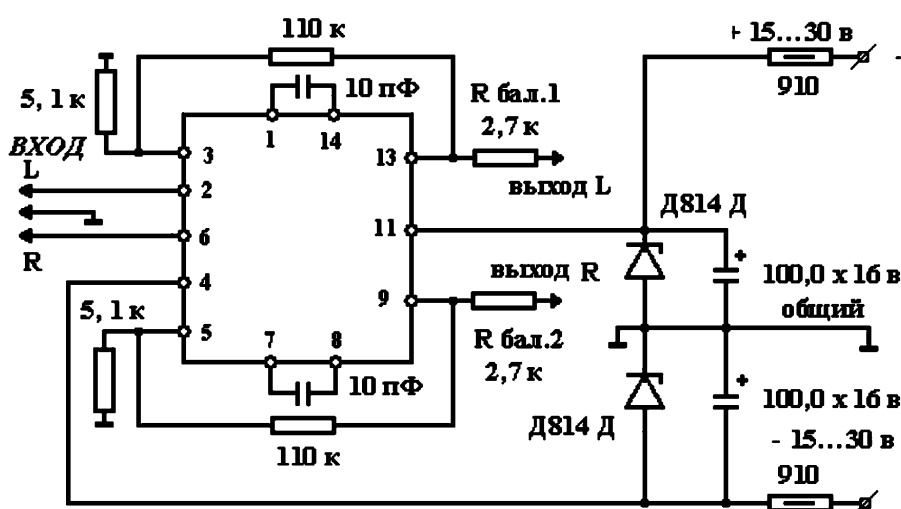 110 к
+ 15...30 в
10 пФ
910
5, 1 к
R бал.1
2,7 к
ВХОД
1
14
3
13
L
2
выход L
Д814 Д
11
6
R
4
выход R
100,0 х 16 в
9
общий
5, 1 к
5
7
8
R бал.2
2,7 к
10 пФ
100,0 х 16 в
Д814 Д
- 15...30 в
110 к
910